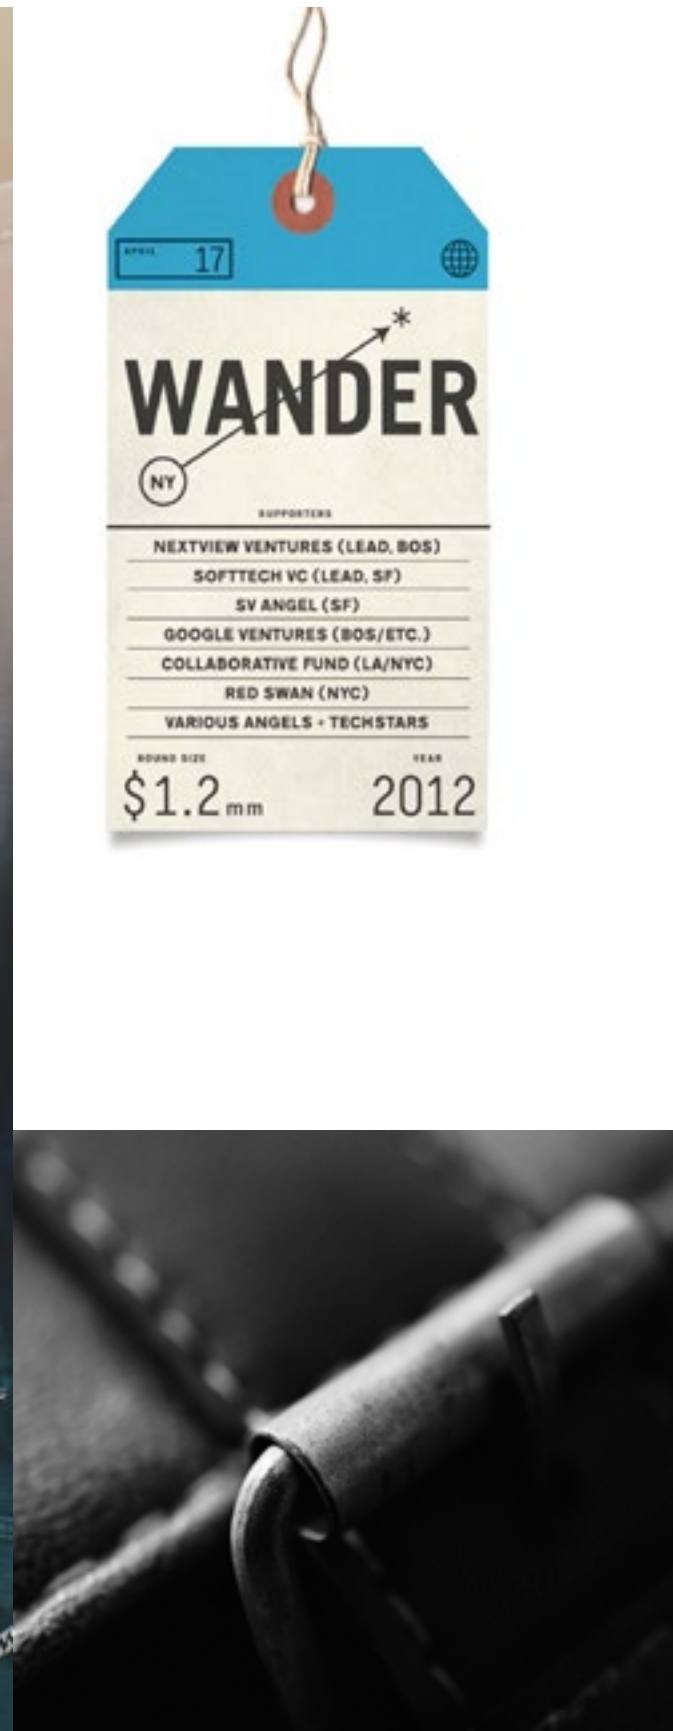 APRIL 17
*
WANDER
NY
SUPPORTERS
NEXTVIEW VENTURES (LEAD, BOS)
SOFTTECH VC (LEAD, SF)
SV ANGEL (SF)
GOOGLE VENTURES (BOS/ETC.)
COLLABORATIVE FUND (LA/NYC)
RED SWAN (NYC)
VARIOUS ANGELS + TECHSTARS
ROUND SIZE YEAR
$1.2mm 2012